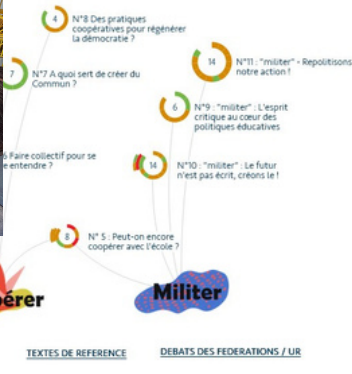 4
N°8 Des pratiques
coopératives pour régénérer
la démocratie ?
14
N°11 : "militer" - Repolitisons
notre action !
7
N°7 A quoi sert de créer du
Commun ?
6
N°9 : "militer" : L'esprit
critique au cœur des
politiques éducatives
6 Faire collectif pour se
e entendre ?
14
N°10 : "militer" : Le futur
n'est pas écrit, créons le !
8
N° 5 : Peut-on encore
coopérer avec l'école ?
Militer
érer
TEXTES DE REFERENCE
DEBATS DES FEDERATIONS / UR